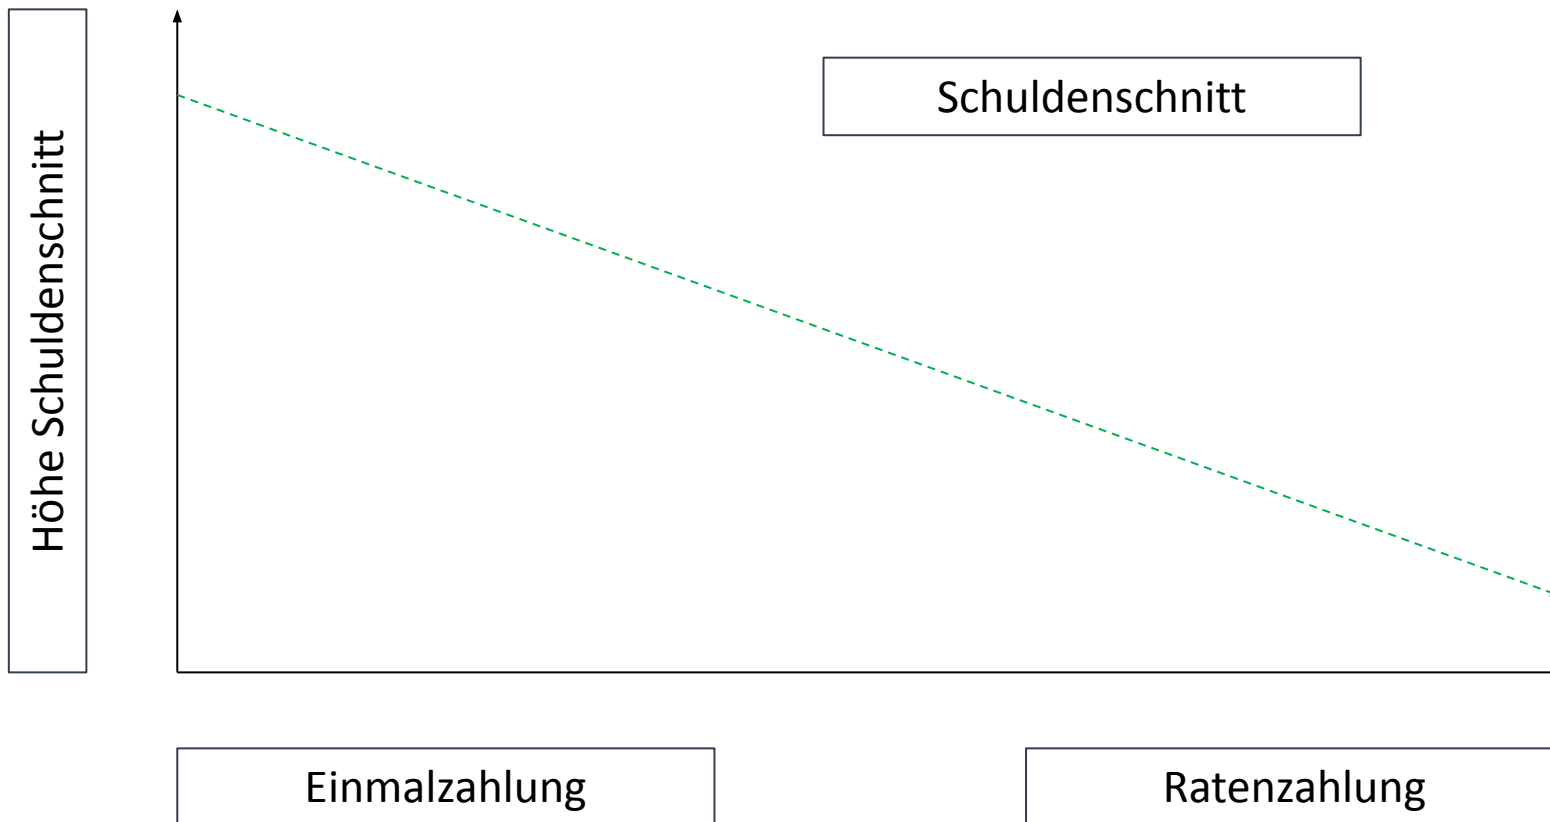 Höhe Schuldenschnitt
Schuldenschnitt
Einmalzahlung
Ratenzahlung